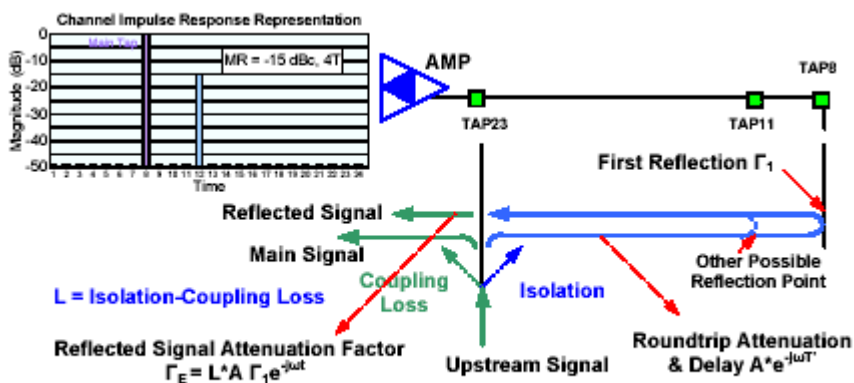 Channel Impulse Response Representation
Magnitude (dB)
0
-10
-20
-30
-40
-50
Main Tap
MR = -15 dBc, 4T
1 2 3 4 5 6 7 8 9 10 11 12 13 14 15 16 17 18 19 20 21 22 23 24
Time
AMP
TAP23
TAP11
TAP8
First Reflection Γ1
Reflected Signal
Main Signal
Coupling
Loss
Isolation
Other Possible
Reflection Point
L = Isolation-Coupling Loss
Reflected Signal Attenuation Factor
ΓE = L*A Γ1e-jωt
Upstream Signal
Roundtrip Attenuation
& Delay A*e-jωT'